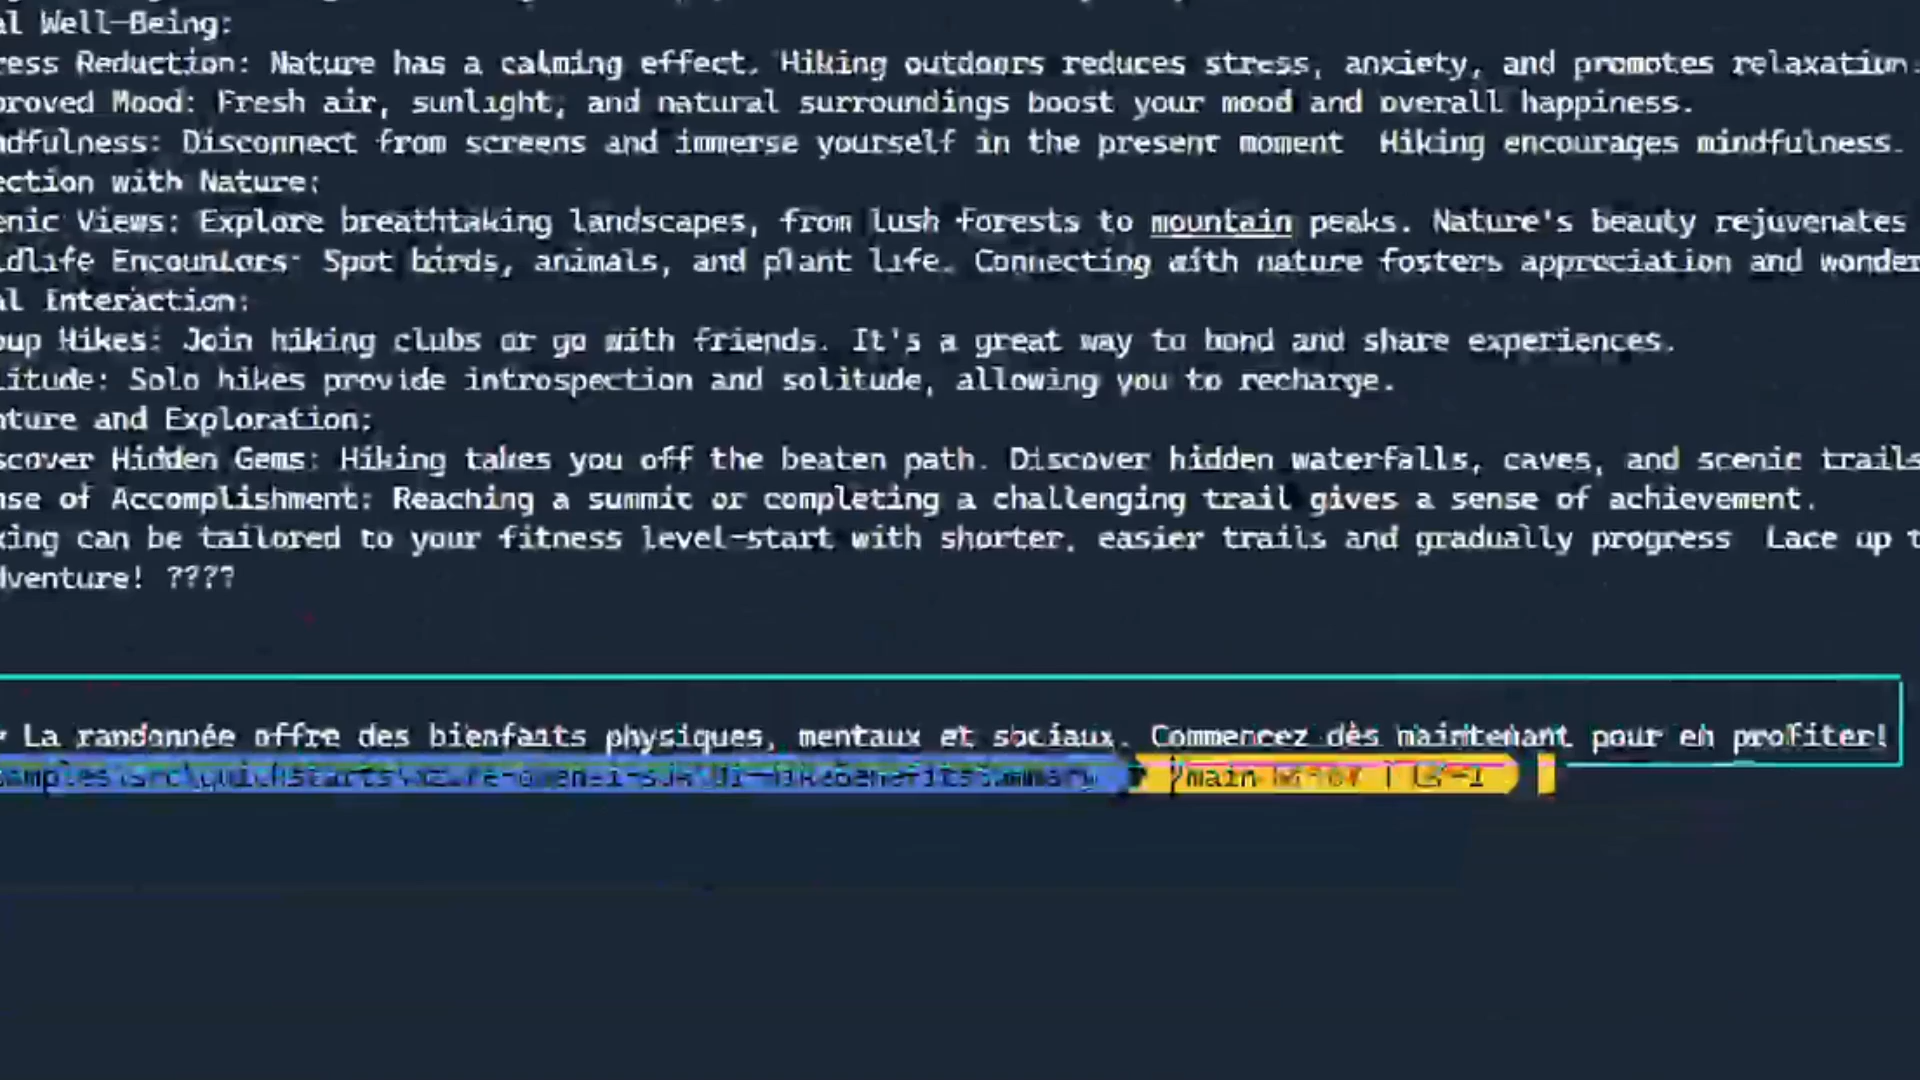 al Well-Being:
ress Reduction: Nature has a calming effect. Hiking outdoors reduces stress, anxiety, and promotes relaxation.
proved Mood: Fresh air, sunlight, and natural surroundings boost your mood and overall happiness.
ndfulness: Disconnect from screens and immerse yourself in the present moment  Hiking encourages mindfulness.
ection with Nature:
enic Views: Explore breathtaking landscapes, from lush forests to mountain peaks. Nature's beauty rejuvenates
ldlife Encounters: Spot birds, animals, and plant life. Connecting with nature fosters appreciation and wonder
al Interaction:
oup Hikes: Join hiking clubs or go with friends. It's a great way to bond and share experiences.
litude: Solo hikes provide introspection and solitude, allowing you to recharge.
nture and Exploration:
scover Hidden Gems: Hiking takes you off the beaten path. Discover hidden waterfalls, caves, and scenic trails
nse of Accomplishment: Reaching a summit or completing a challenging trail gives a sense of achievement.
king can be tailored to your fitness level-start with shorter, easier trails and gradually progress  Lace up t
dventure! ????
La randonnée offre des bienfaits physiques, mentaux et sociaux. Commencez dès maintenant pour en profiter!
main